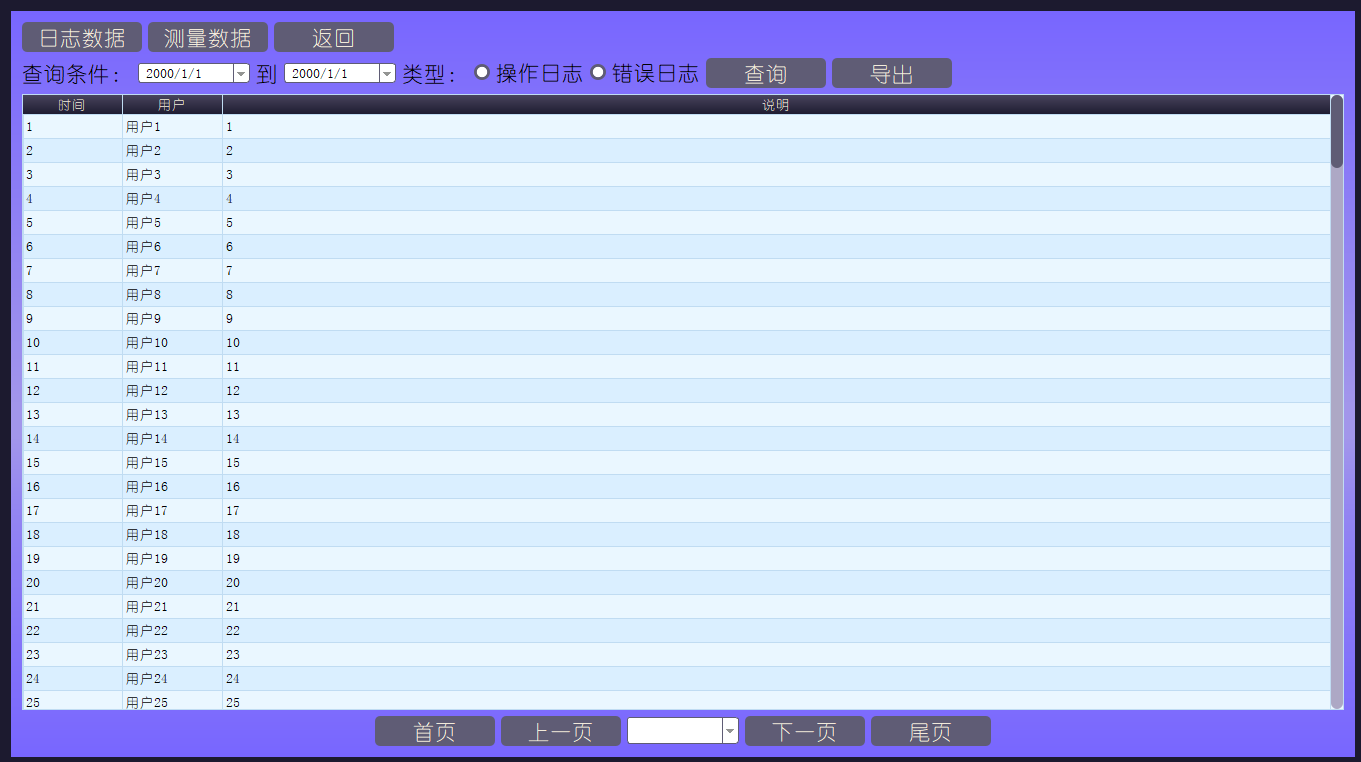 日志数据 测量数据 返回
查询条件： 2000/1/1 到 2000/1/1 类型： 操作日志 错误日志 查询 导出
时间 用户 说明
1 用户1 1
2 用户2 2
3 用户3 3
4 用户4 4
5 用户5 5
6 用户6 6
7 用户7 7
8 用户8 8
9 用户9 9
10 用户10 10
11 用户11 11
12 用户12 12
13 用户13 13
14 用户14 14
15 用户15 15
16 用户16 16
17 用户17 17
18 用户18 18
19 用户19 19
20 用户20 20
21 用户21 21
22 用户22 22
23 用户23 23
24 用户24 24
25 用户25 25
首页 上一页 下一页 尾页